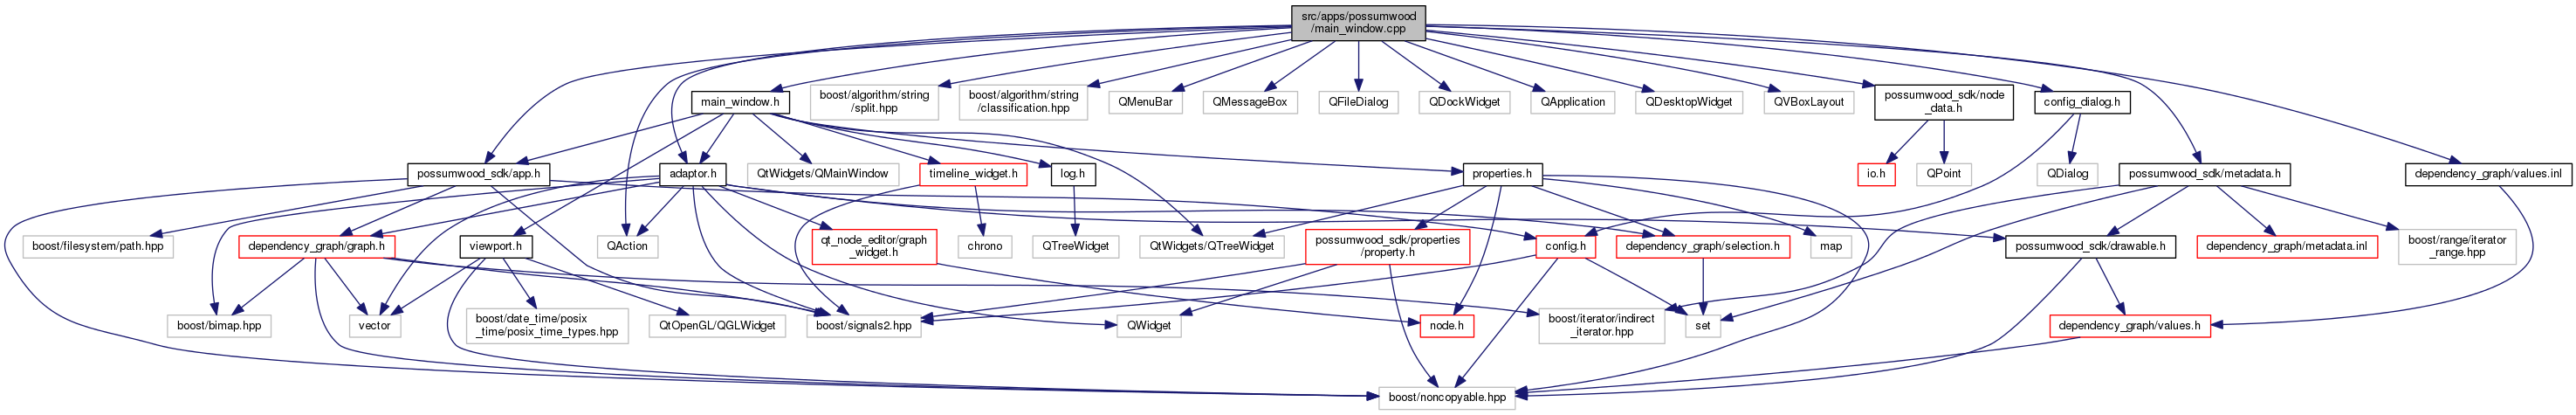 src/apps/possumwood
/main_window.cpp
main_window.h
boost/algorithm/string
/split.hpp
boost/algorithm/string
/classification.hpp
QMenuBar
QMessageBox
QFileDialog
QDockWidget
QApplication
QDesktopWidget
QVBoxLayout
possumwood_sdk/node
_data.h
config_dialog.h
possumwood_sdk/app.h
adaptor.h
QtWidgets/QMainWindow
timeline_widget.h
log.h
properties.h
io.h
QPoint
QDialog
possumwood_sdk/metadata.h
dependency_graph/values.inl
boost/filesystem/path.hpp
dependency_graph/graph.h
viewport.h
QAction
qt_node_editor/graph
_widget.h
chrono
QTreeWidget
QtWidgets/QTreeWidget
possumwood_sdk/properties
/property.h
config.h
dependency_graph/selection.h
map
possumwood_sdk/drawable.h
dependency_graph/metadata.inl
boost/range/iterator
_range.hpp
boost/bimap.hpp
vector
boost/date_time/posix
_time/posix_time_types.hpp
QtOpenGL/QGLWidget
boost/signals2.hpp
QWidget
node.h
boost/iterator/indirect
_iterator.hpp
set
dependency_graph/values.h
boost/noncopyable.hpp